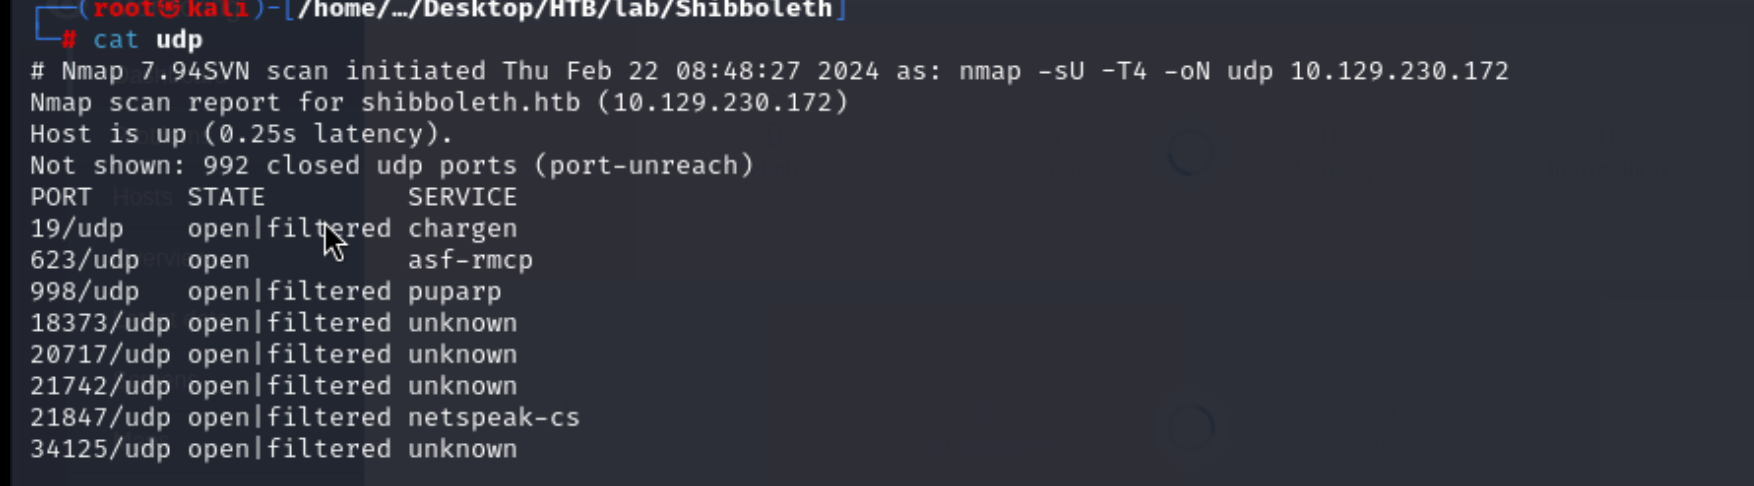 ┌──(root㉿kali)-[/home/…/Desktop/HTB/lab/Shibboleth]
└─# cat udp
# Nmap 7.94SVN scan initiated Thu Feb 22 08:48:27 2024 as: nmap -sU -T4 -oN udp 10.129.230.172
Nmap scan report for shibboleth.htb (10.129.230.172)
Host is up (0.25s latency).
Not shown: 992 closed udp ports (port-unreach)
PORT      STATE         SERVICE
19/udp    open|filtered chargen
623/udp   open          asf-rmcp
998/udp   open|filtered puparp
18373/udp open|filtered unknown
20717/udp open|filtered unknown
21742/udp open|filtered unknown
21847/udp open|filtered netspeak-cs
34125/udp open|filtered unknown